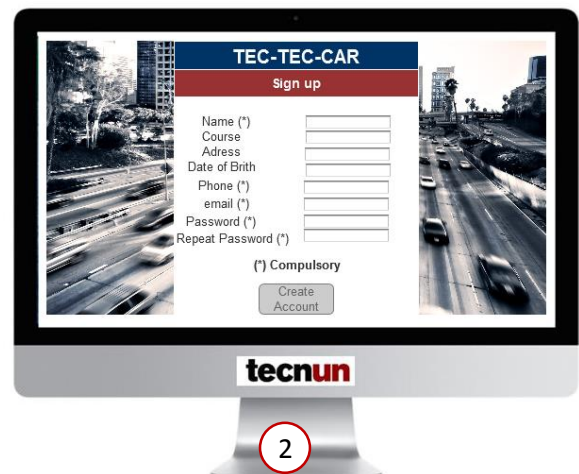 TEC-TEC-CAR
Sign up
Name (*)
Course
Adress
Date of Brith
Phone (*)
email (*)
Password (*)
Repeat Password (*)
(*) Compulsory
Create
Account
tecnun
2